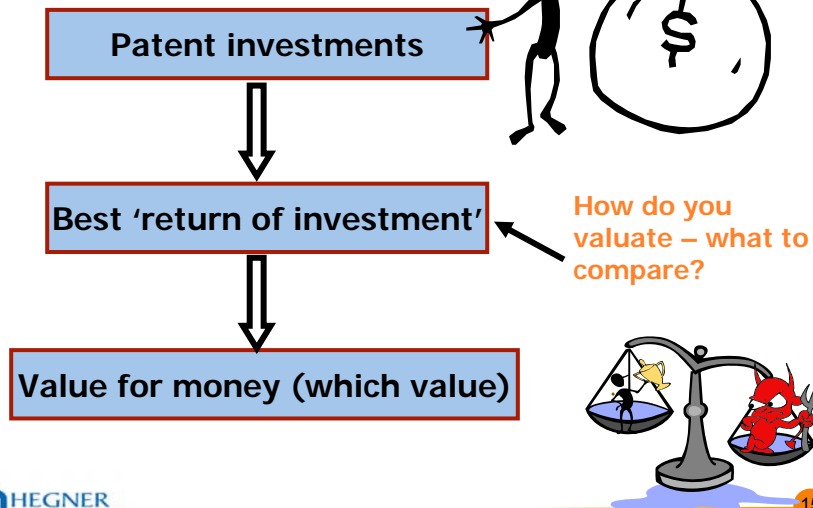 Patent investments
$
Best ‘return of investment’
How do you
valuate – what to
compare?
Value for money (which value)
HEGNER